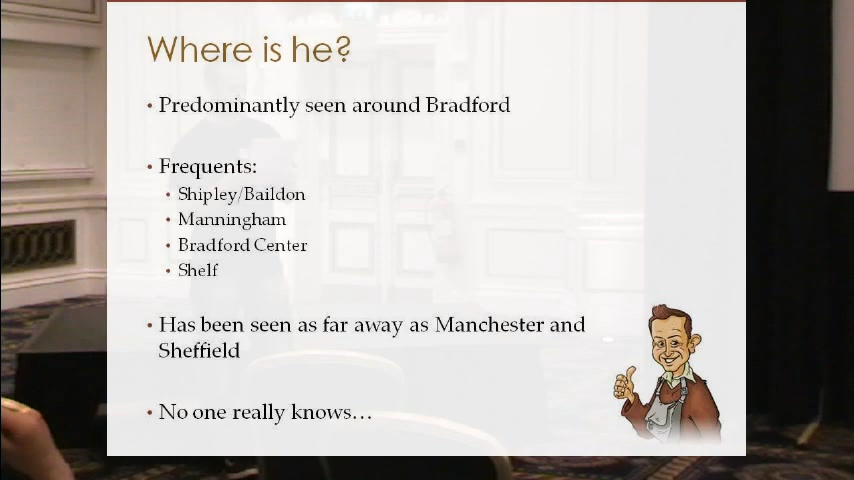 Where is he?
• Predominantly seen around Bradford
• Frequents:
• Shipley/Baildon
• Manningham
• Bradford Center
• Shelf
• Has been seen as far away as Manchester and
Sheffield
• No one really knows…